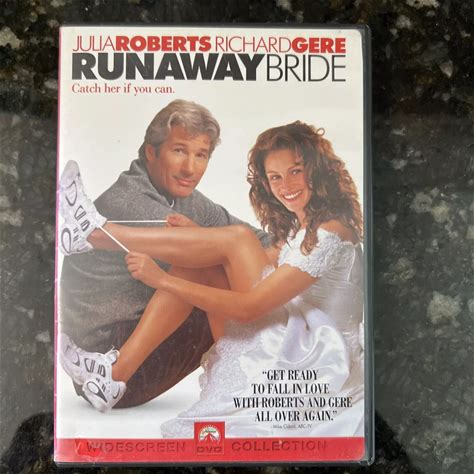 JULIAROBERTS RICHARDGERE
RUNAWAYBRIDE
Catch her if you can.
"GET READY
TO FALL IN LOVE
WITH ROBERTS AND GERE
ALL OVER AGAIN."
WIDESCREEN DVD COLLECTION